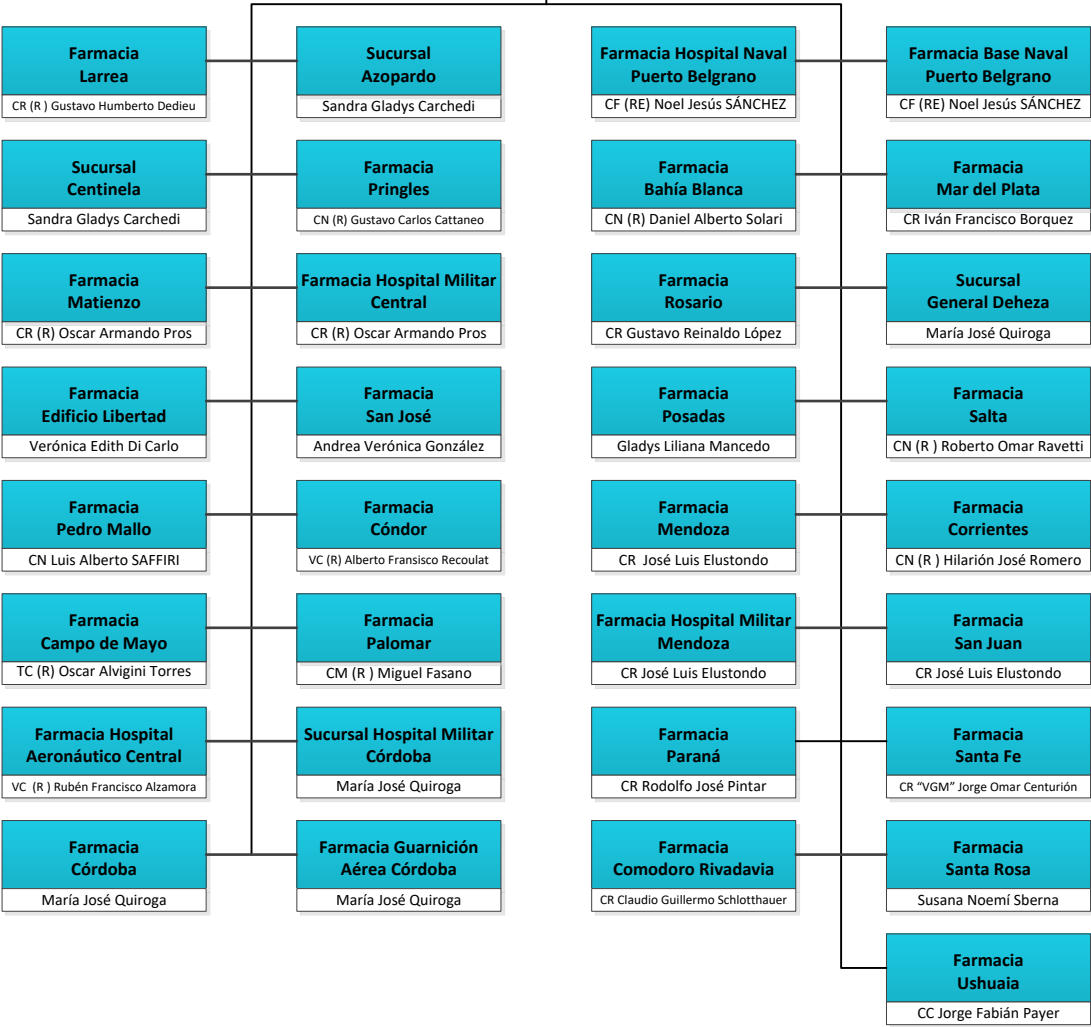 Farmacia
Larrea
CR (R ) Gustavo Humberto Dedieu
Sucursal
Azopardo
Sandra Gladys Carchedi
Farmacia Hospital Naval
Puerto Belgrano
CF (RE) Noel Jesús SÁNCHEZ
Farmacia Base Naval
Puerto Belgrano
CF (RE) Noel Jesús SÁNCHEZ
Sucursal
Centinela
Sandra Gladys Carchedi
Farmacia
Pringles
CN (R) Gustavo Carlos Cattaneo
Farmacia
Bahía Blanca
CN (R) Daniel Alberto Solari
Farmacia
Mar del Plata
CR Iván Francisco Borquez
Farmacia
Matienzo
CR (R) Oscar Armando Pros
Farmacia Hospital Militar
Central
CR (R) Oscar Armando Pros
Farmacia
Rosario
CR Gustavo Reinaldo López
Sucursal
General Deheza
María José Quiroga
Farmacia
Edificio Libertad
Verónica Edith Di Carlo
Farmacia
San José
Andrea Verónica González
Farmacia
Posadas
Gladys Liliana Mancedo
Farmacia
Salta
CN (R ) Roberto Omar Ravetti
Farmacia
Pedro Mallo
CN Luis Alberto SAFFIRI
Farmacia
Cóndor
VC (R) Alberto Fransisco Recoulat
Farmacia
Mendoza
CR José Luis Elustondo
Farmacia
Corrientes
CN (R ) Hilarión José Romero
Farmacia
Campo de Mayo
TC (R) Oscar Alvigini Torres
Farmacia
Palomar
CM (R ) Miguel Fasano
Farmacia Hospital Militar
Mendoza
CR José Luis Elustondo
Farmacia
San Juan
CR José Luis Elustondo
Farmacia Hospital
Aeronáutico Central
VC (R ) Rubén Francisco Alzamora
Sucursal Hospital Militar
Córdoba
María José Quiroga
Farmacia
Paraná
CR Rodolfo José Pintar
Farmacia
Santa Fe
CR “VGM” Jorge Omar Centurión
Farmacia
Córdoba
María José Quiroga
Farmacia Guarnición
Aérea Córdoba
María José Quiroga
Farmacia
Comodoro Rivadavia
CR Claudio Guillermo Schlotthauer
Farmacia
Santa Rosa
Susana Noemí Sberna
Farmacia
Ushuaia
CC Jorge Fabián Payer